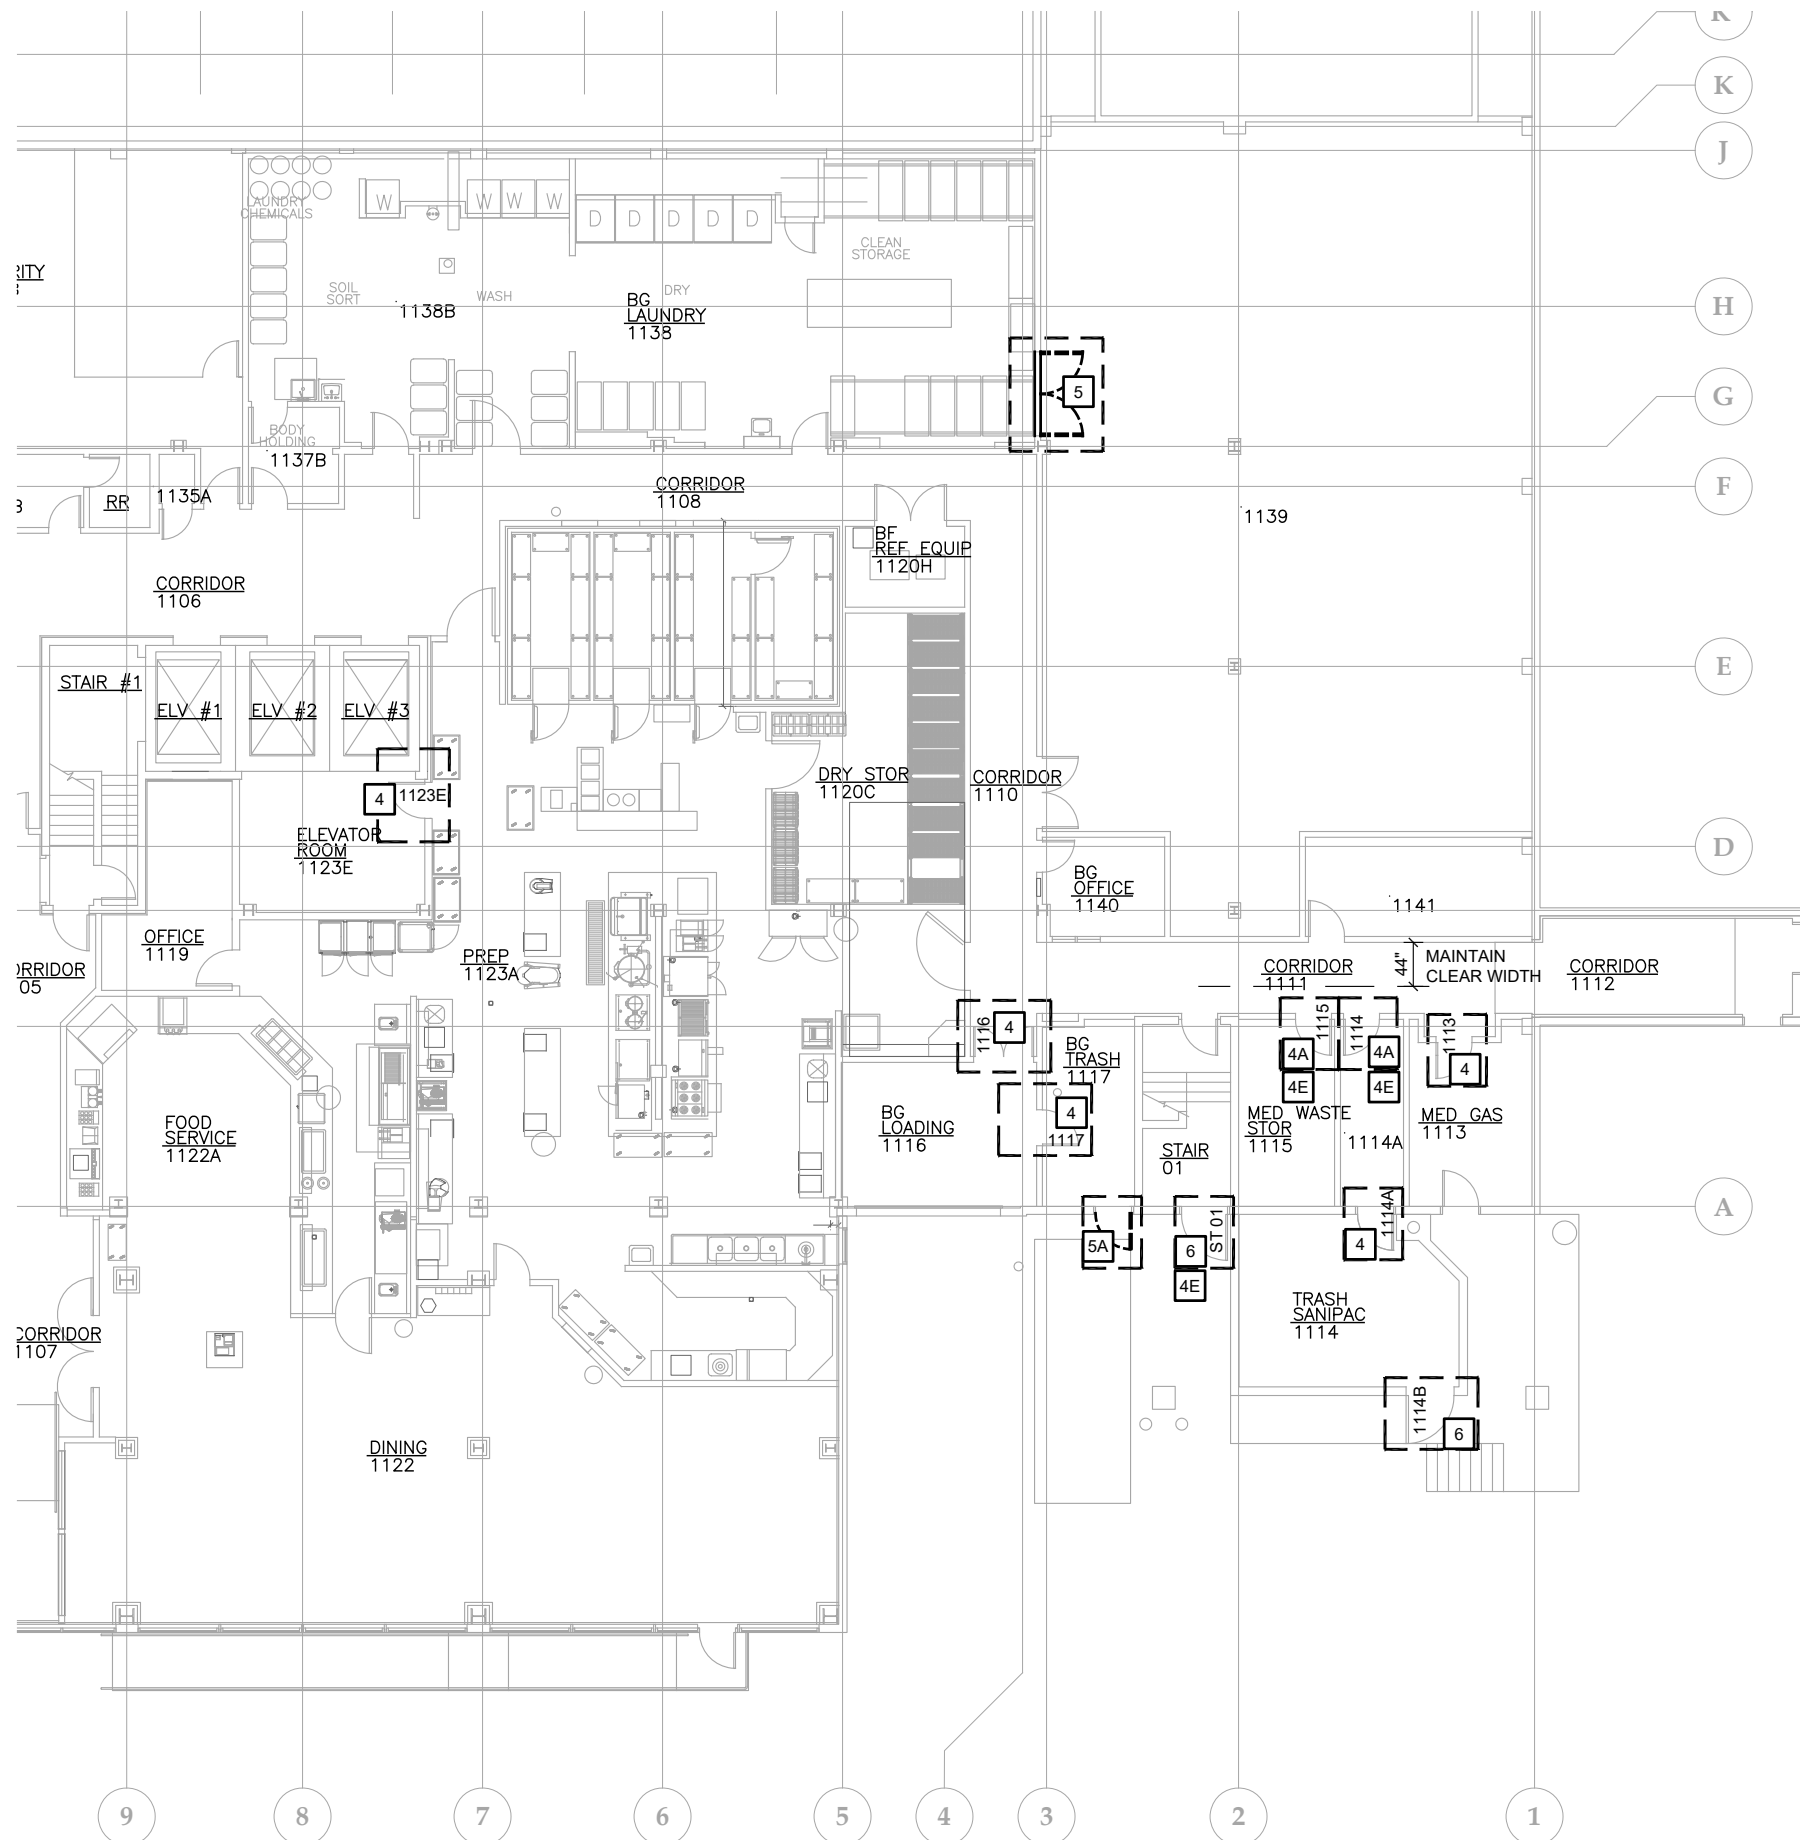 K
J
LAUNDRY
CHEMICALS
W
W
W
W
D
D
D
D
D
CLEAN
STORAGE
RITY
SOIL
SORT
1138B
WASH
DRY
BG
LAUNDRY
1138
H
5
G
BODY
HOLDING
1137B
RR
1135A
CORRIDOR
1108
F
1139
BF
REF EQUIP
1120H
CORRIDOR
1106
E
STAIR #1
ELV #1
ELV #2
ELV #3
4
1123E
DRY STOR
1120C
CORRIDOR
1110
ELEVATOR
ROOM
1123E
D
BG
OFFICE
1140
1141
OFFICE
1119
ORRIDOR
05
PREP
1123A
44"
MAINTAIN
CLEAR WIDTH
CORRIDOR
1111
CORRIDOR
1112
1116
4
BG
TRASH
1117
1115
1114
1113
4A
4E
4A
4E
4
FOOD
SERVICE
1122A
BG
LOADING
1116
4
1117
MED WASTE
STOR
1115
1114A
MED GAS
1113
STAIR
01
A
5A
ST 01
6
4E
1114A
4
TRASH
SANIPAC
1114
CORRIDOR
1107
1114B
6
DINING
1122
9
8
7
6
5
4
3
2
1